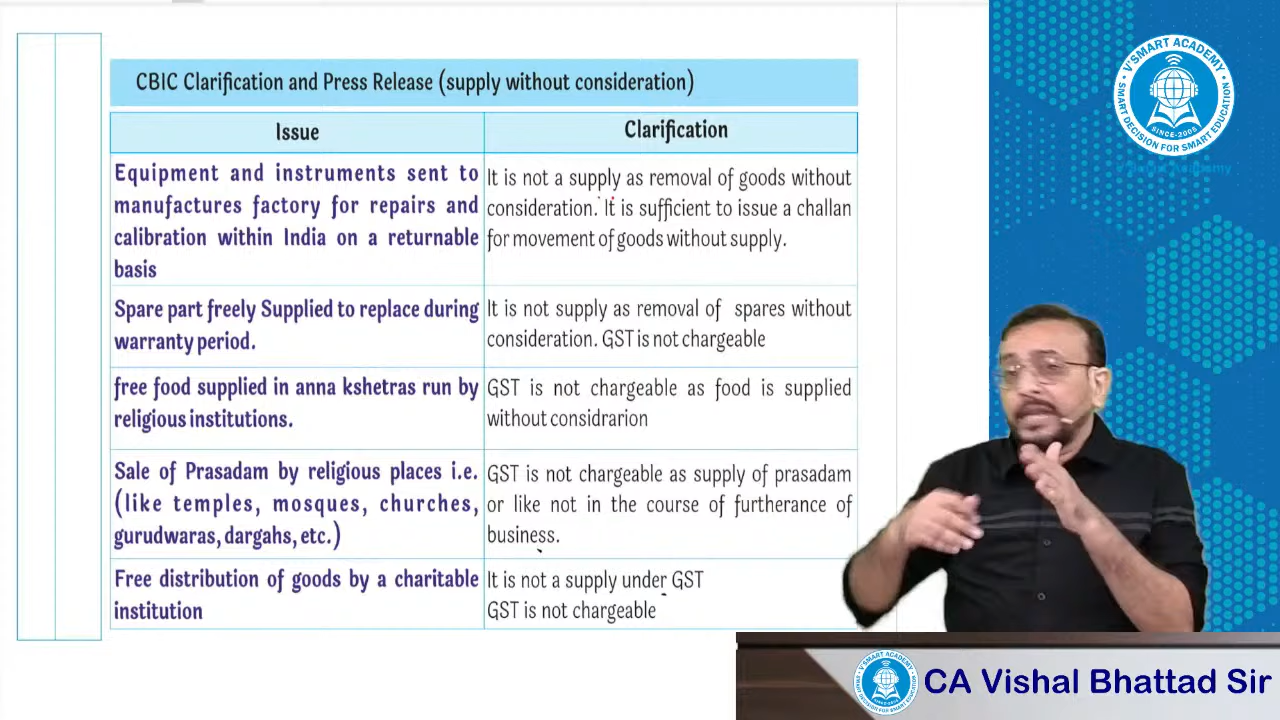 CBIC Clarification and Press Release (supply without consideration)
Issue
Clarification
Equipment and instruments sent to
manufactures factory for repairs and
calibration within India on a returnable
basis
It is not a supply as removal of goods without
consideration. It is sufficient to issue a challan
for movement of goods without supply.
Spare part freely Supplied to replace during
warranty period.
It is not supply as removal of spares without
consideration. GST is not chargeable
free food supplied in anna kshetras run by
religious institutions.
GST is not chargeable as food is supplied
without considrarion
Sale of Prasadam by religious places i.e.
(like temples, mosques, churches,
gurudwaras, dargahs, etc.)
GST is not chargeable as supply of prasadam
or like not in the course of furtherance of
business.
Free distribution of goods by a charitable
institution
It is not a supply under GST
GST is not chargeable
V'SMART ACADEMY
SMART DECISION FOR SMART EDUCATION
SINCE-2005
V'Smart Academy
V'SMART ACADEMY
CA Vishal Bhattad Sir